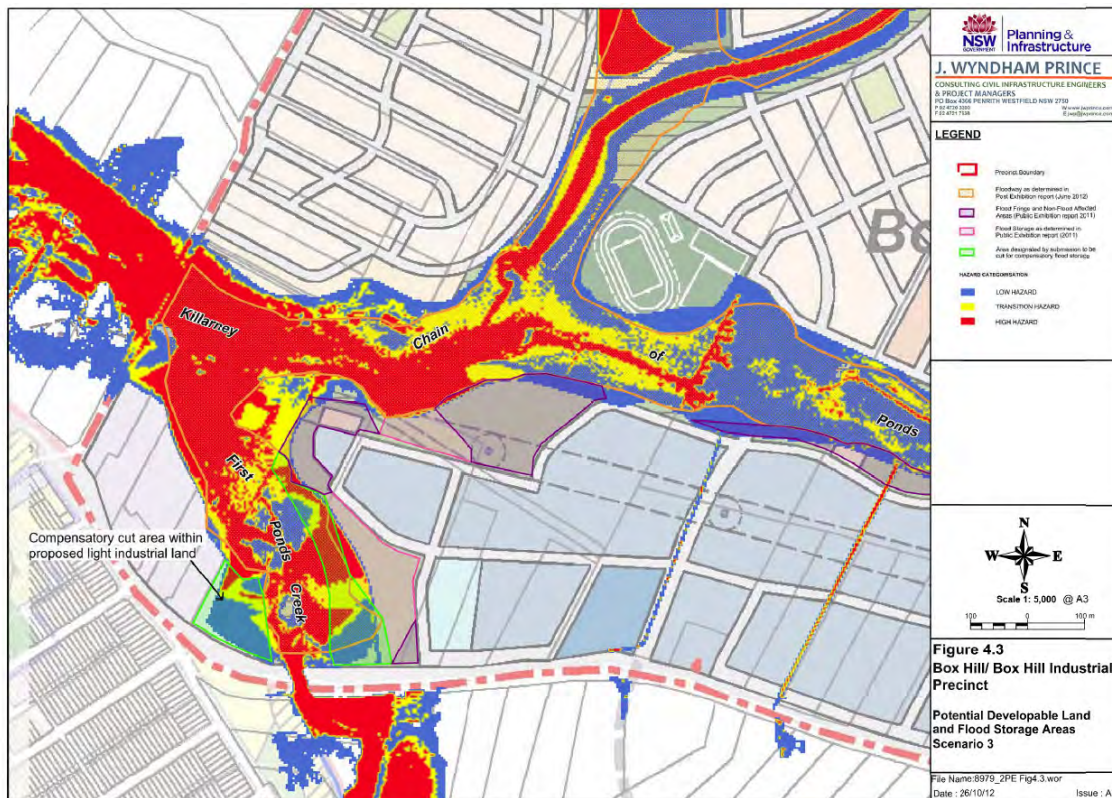 Killarney
Chain
of
Ponds
First
Ponds
Creek
Compensatory cut area within
proposed light industrial land
NSW
GOVERNMENT
Planning &
Infrastructure
J. WYNDHAM PRINCE
CONSULTING CIVIL INFRASTRUCTURE ENGINEERS
& PROJECT MANAGERS
PO Box 4366 PENRITH WESTFIELD NSW 2750
LEGEND
Precinct Boundary
Floodway as determined in
Post Exhibition report (June 2012)
Flood Fringe and Non-Flood Affected
Areas (Public Exhibition report 2011)
Flood Storage as determined in
Public Exhibition report (2011)
Area designated by submission to be
cut for compensatory flood storage
HAZARD CATEGORISATION
LOW HAZARD
TRANSITION HAZARD
HIGH HAZARD
N
W E
S
Scale 1: 5,000 @ A3
100 0 100 m
Figure 4.3
Box Hill/ Box Hill Industrial
Precinct
Potential Developable Land
and Flood Storage Areas
Scenario 3
File Name:8979_2PE Fig4.3.wor
Date : 26/10/12 Issue : A